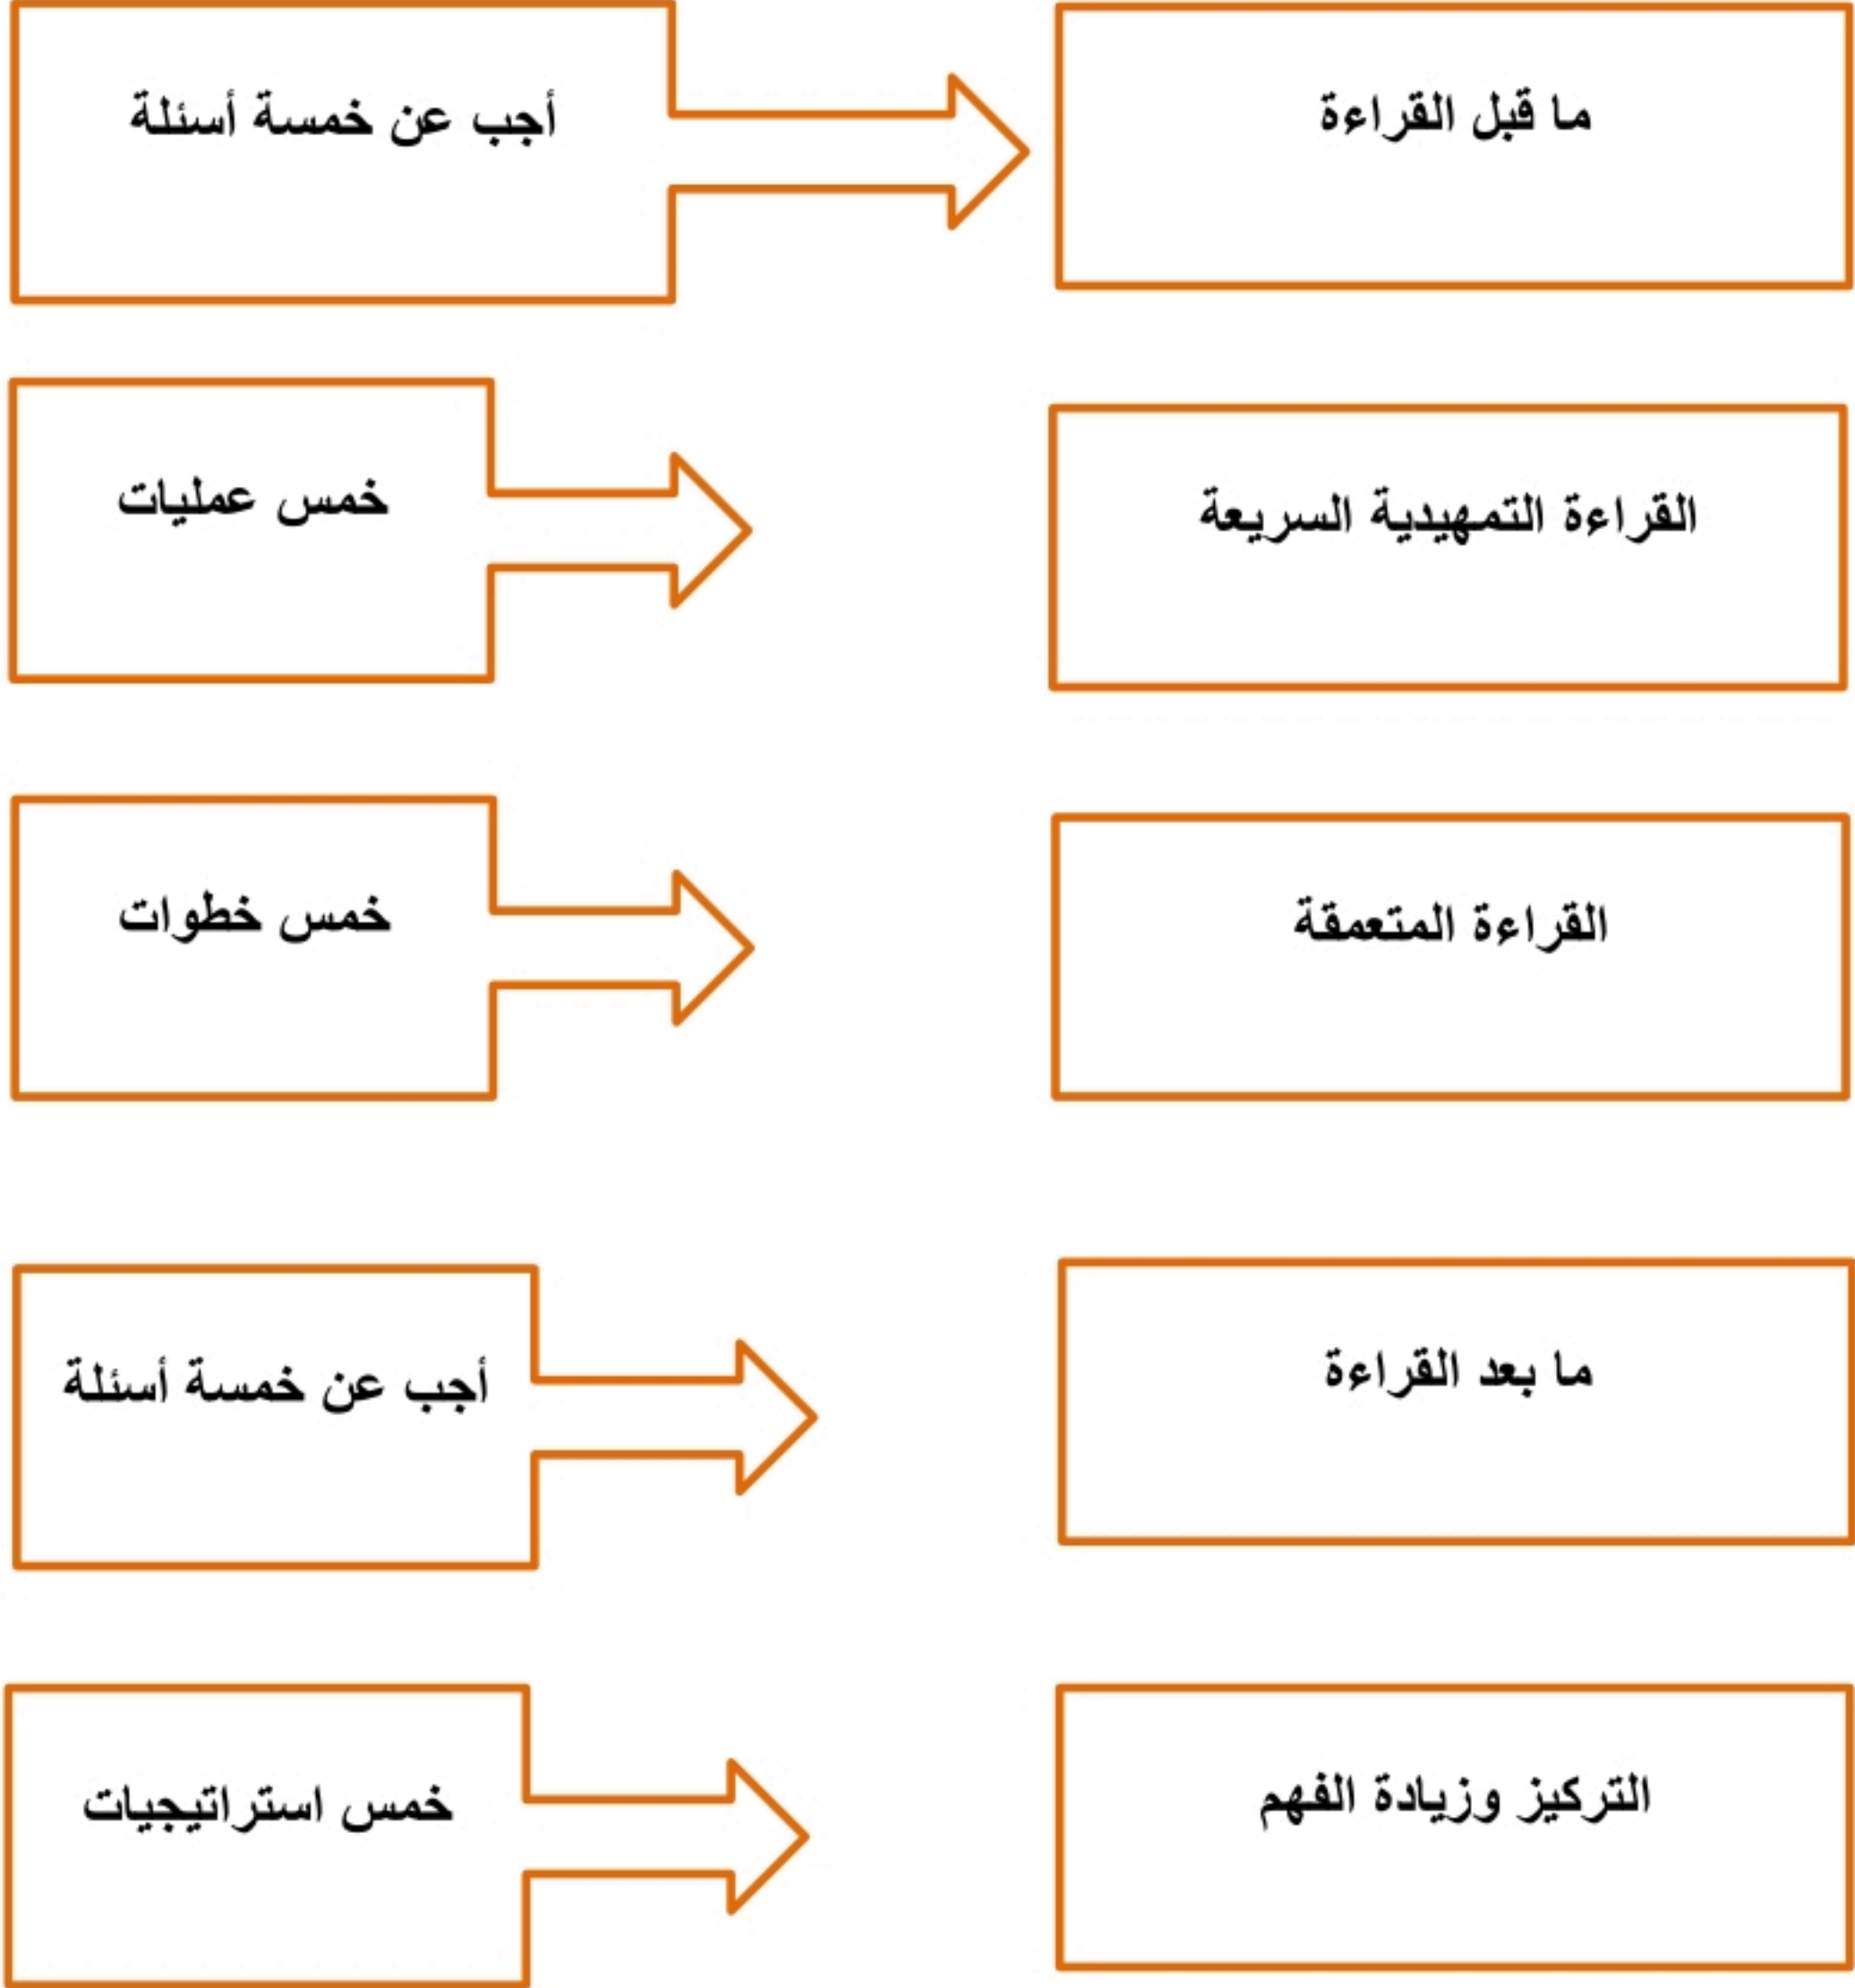 ما قبل القراءة
أجب عن خمسة أسئلة
القراءة التمهيدية السريعة
خمس عمليات
القراءة المتعمقة
خمس خطوات
ما بعد القراءة
أجب عن خمسة أسئلة
التركيز وزيادة الفهم
خمس استراتيجيات